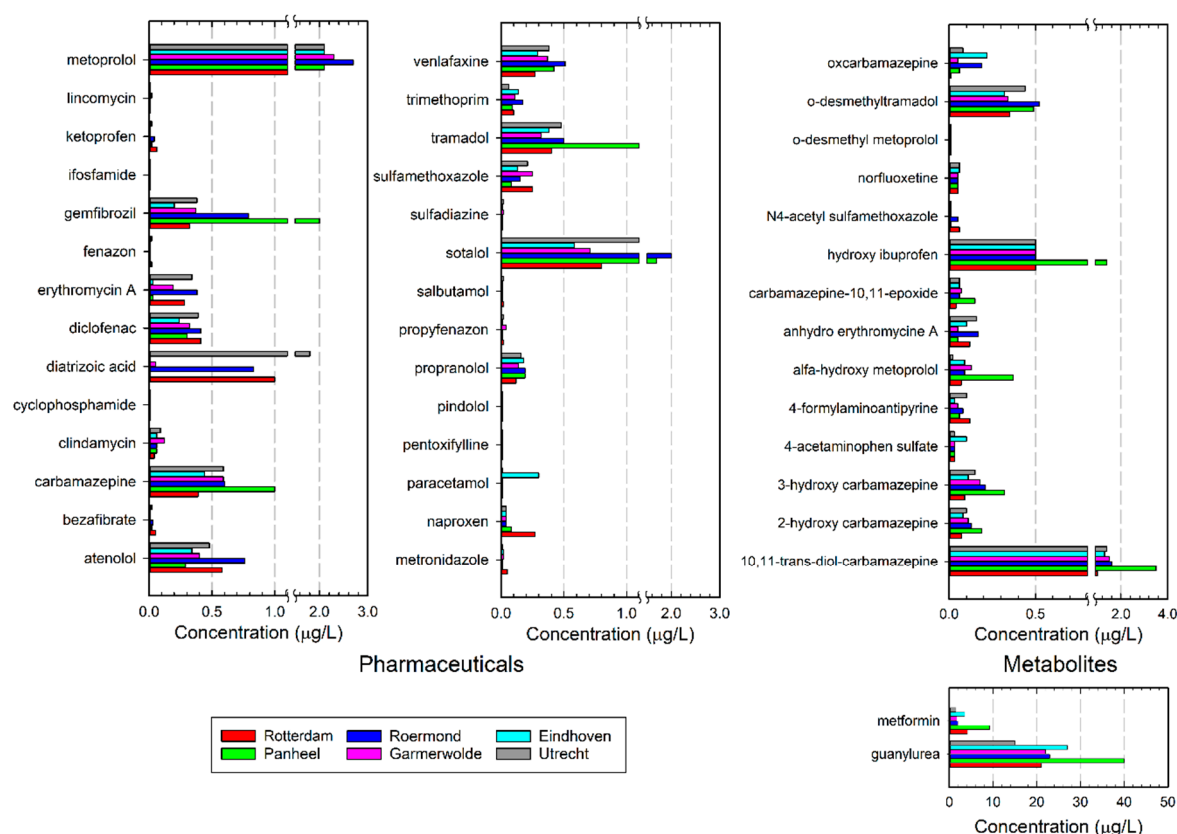 metoprolol
lincomycin
ketoprofen
ifosfamide
gemfibrozil
fenazon
erythromycin A
diclofenac
diatrizoic acid
cyclophosphamide
clindamycin
carbamazepine
bezafibrate
atenolol
0.0 0.5 1.0 2.0 3.0
Concentration (µg/L)
venlafaxine
trimethoprim
tramadol
sulfamethoxazole
sulfadiazine
sotalol
salbutamol
propyfenazon
propranolol
pindolol
pentoxifylline
paracetamol
naproxen
metronidazole
0.0 0.5 1.0 2.0 3.0
Concentration (µg/L)
Pharmaceuticals
oxcarbamazepine
o-desmethyltramadol
o-desmethyl metoprolol
norfluoxetine
N4-acetyl sulfamethoxazole
hydroxy ibuprofen
carbamazepine-10,11-epoxide
anhydro erythromycine A
alfa-hydroxy metoprolol
4-formylaminoantipyrine
4-acetaminophen sulfate
3-hydroxy carbamazepine
2-hydroxy carbamazepine
10,11-trans-diol-carbamazepine
0.0 0.5 2.0 4.0
Concentration (µg/L)
Metabolites
metformin
guanylurea
0 10 20 30 40 50
Concentration (µg/L)
Rotterdam Roermond Eindhoven
Panheel Garmerwolde Utrecht